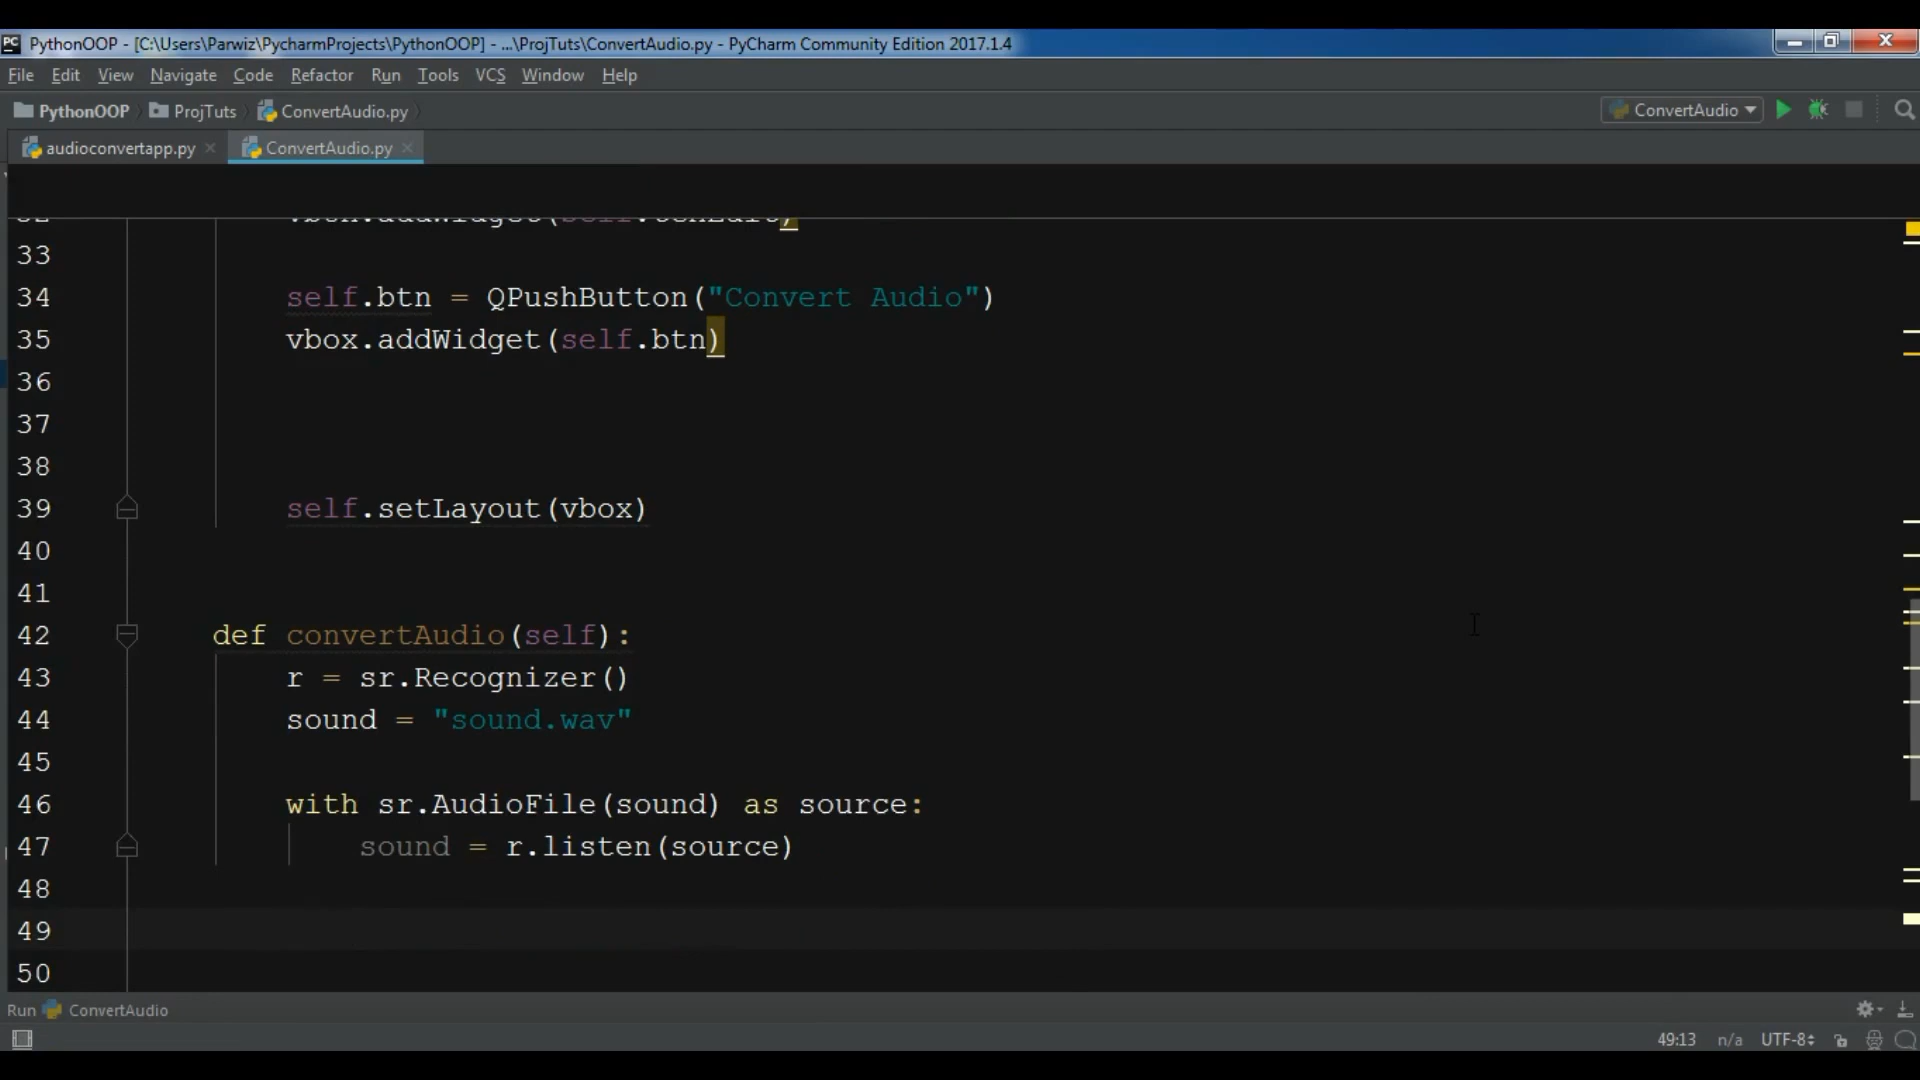 PythonOOP - [C:\Users\Parwiz\PycharmProjects\PythonOOP] - ...\ProjTuts\ConvertAudio.py - PyCharm Community Edition 2017.1.4
File Edit View Navigate Code Refactor Run Tools VCS Window Help
PythonOOP ProjTuts ConvertAudio.py ConvertAudio
audioconvertapp.py ConvertAudio.py
33
34 self.btn = QPushButton("Convert Audio")
35 vbox.addWidget(self.btn)
36
37
38
39 self.setLayout(vbox)
40
41
42 def convertAudio(self):
43 r = sr.Recognizer()
44 sound = "sound.wav"
45
46 with sr.AudioFile(sound) as source:
47 sound = r.listen(source)
48
49
50
Run ConvertAudio
49:13 n/a UTF-8